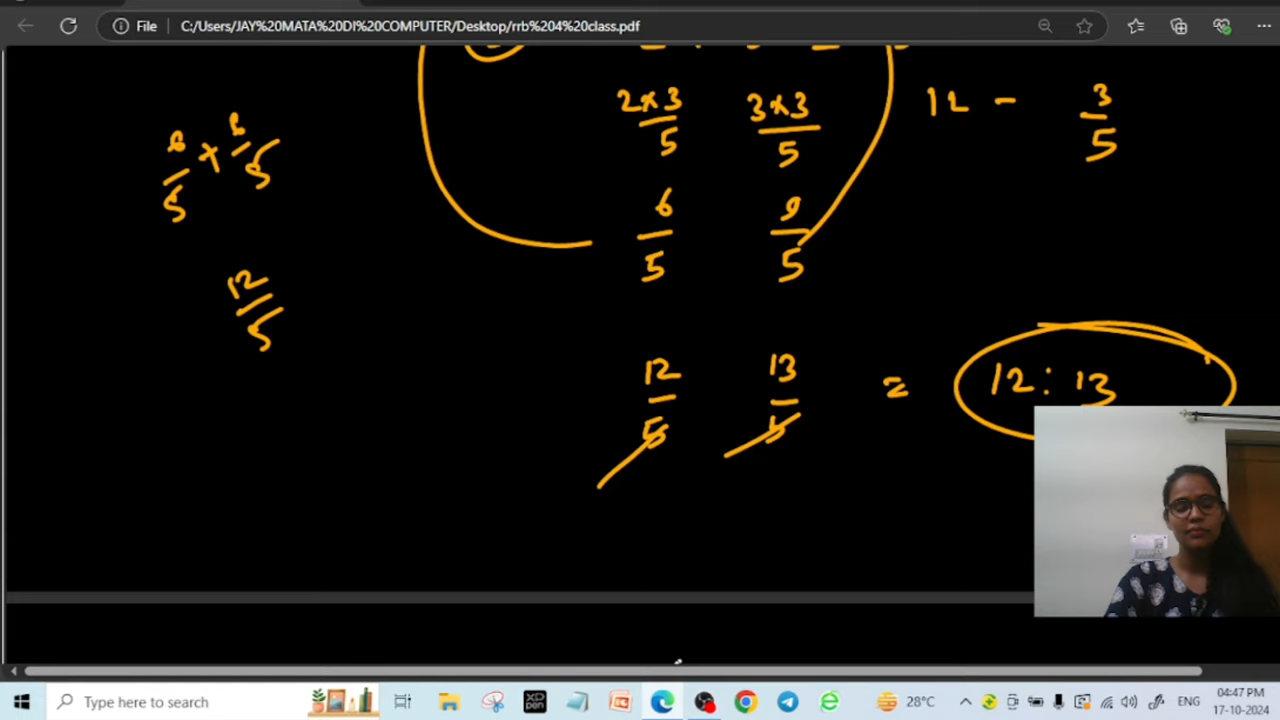 File C:/Users/JAY%20MATA%20DI%20COMPUTER/Desktop/rrb%204%20class.pdf
2×3/5 3×3/5 12 - 3/5
6/5 9/5
12/5
12/5 13/5 = 12:13
Type here to search
28°C
ENG
04:47 PM
17-10-2024